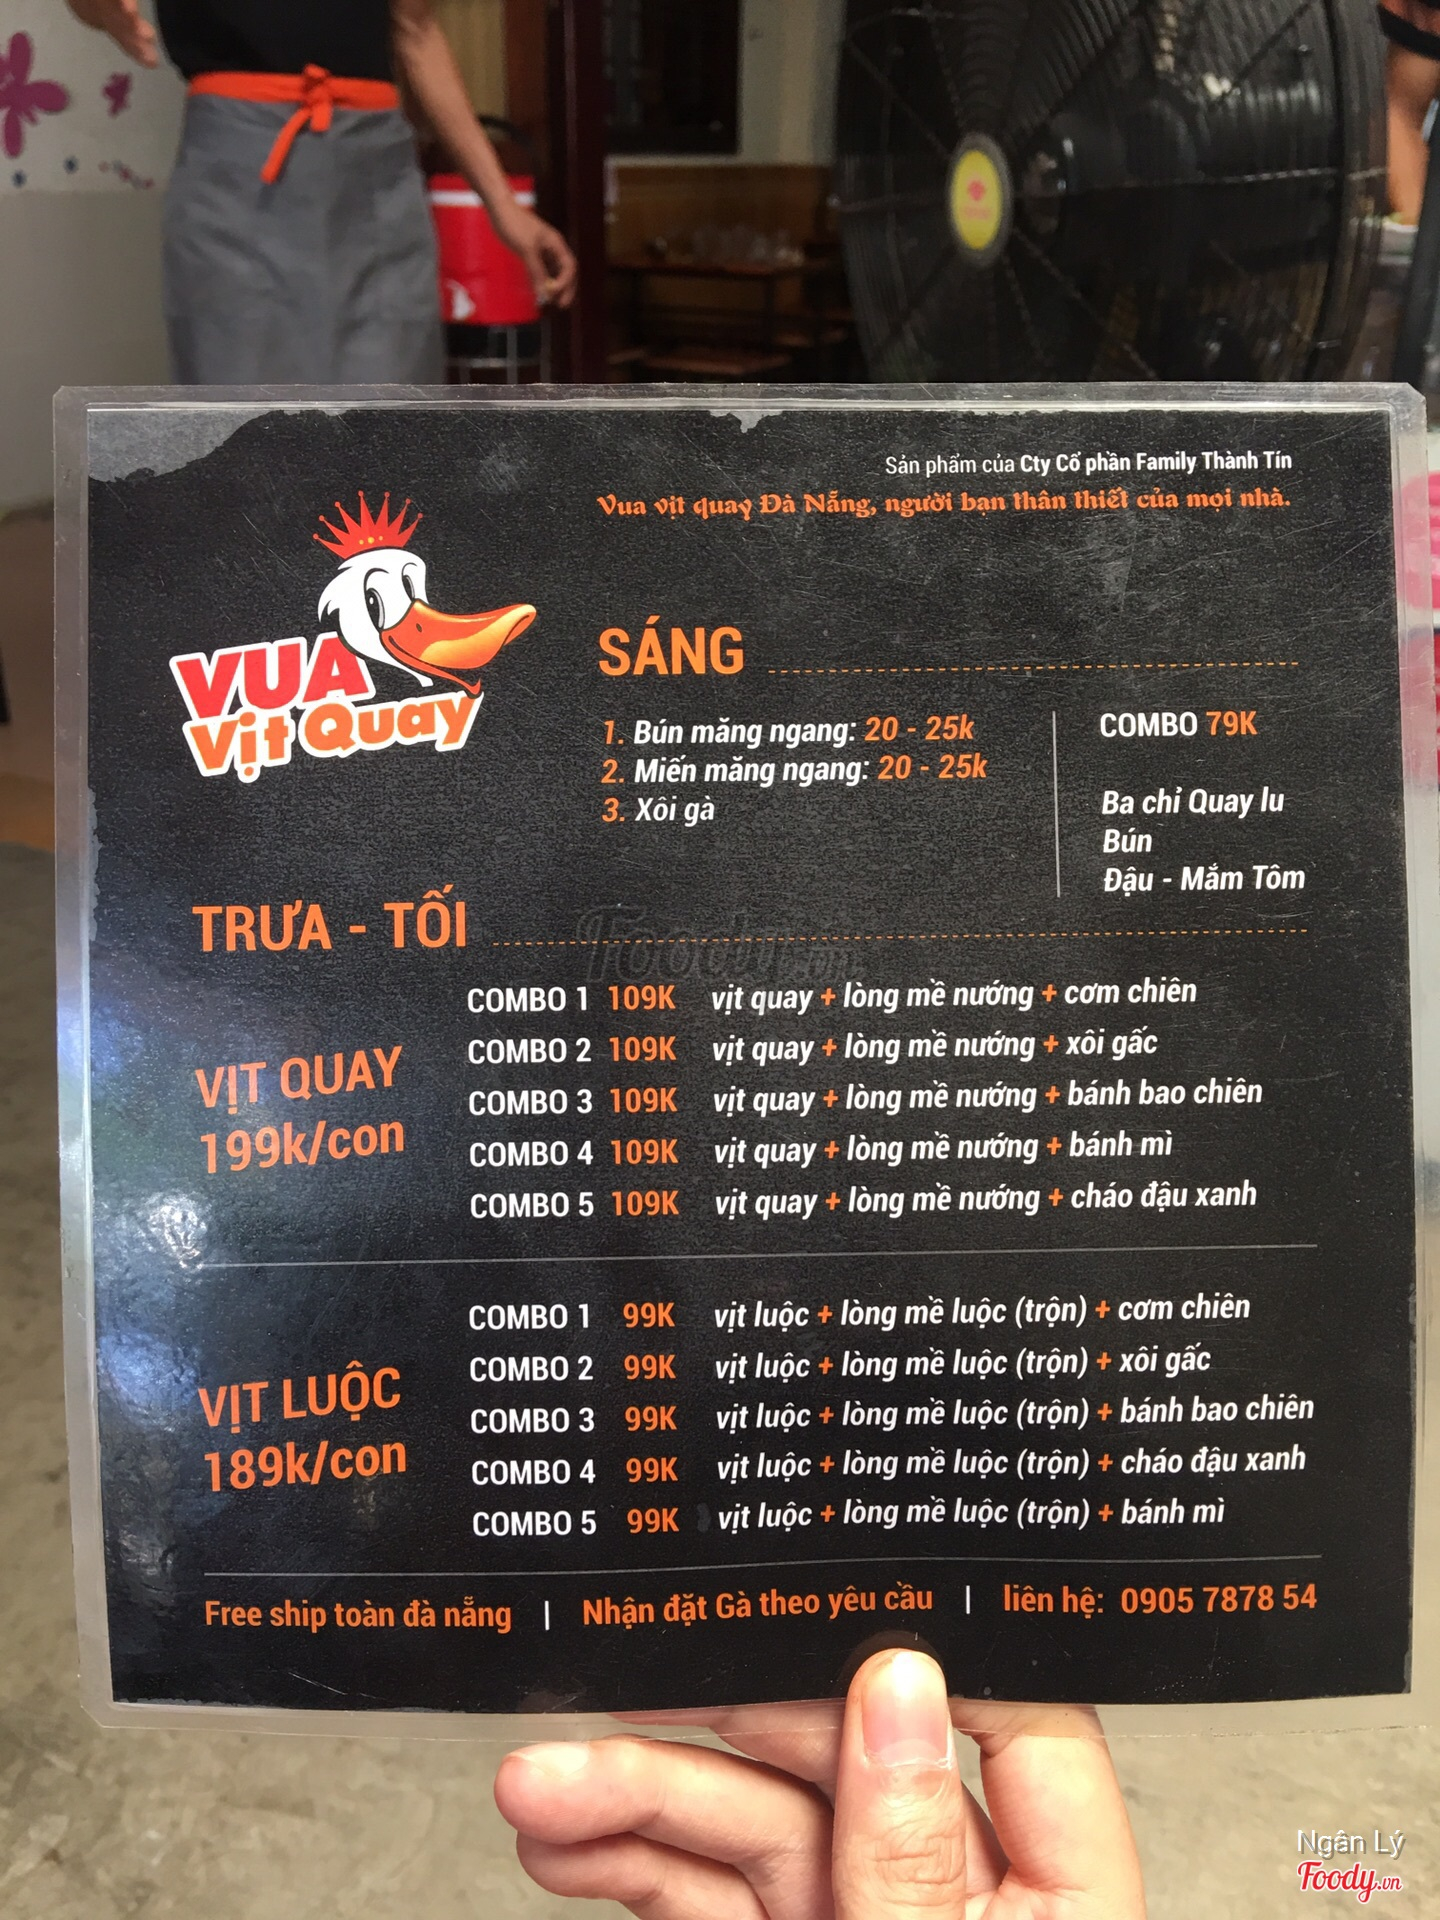 Sản phẩm của Cty Cổ phần Family Thành Tín
Vua vịt quay Đà Nẵng, người bạn thân thiết của mọi nhà.
VUA
Vịt Quay
SÁNG
1. Bún măng ngang: 20 - 25k
2. Miến măng ngang: 20 - 25k
3. Xôi gà
COMBO 79K
Ba chỉ Quay lu
Bún
Đậu - Mắm Tôm
TRƯA - TỐI
VỊT QUAY
199k/con
COMBO 1 109K vịt quay + lòng mề nướng + cơm chiên
COMBO 2 109K vịt quay + lòng mề nướng + xôi gấc
COMBO 3 109K vịt quay + lòng mề nướng + bánh bao chiên
COMBO 4 109K vịt quay + lòng mề nướng + bánh mì
COMBO 5 109K vịt quay + lòng mề nướng + cháo đậu xanh
VỊT LUỘC
189k/con
COMBO 1 99K vịt luộc + lòng mề luộc (trộn) + cơm chiên
COMBO 2 99K vịt luộc + lòng mề luộc (trộn) + xôi gấc
COMBO 3 99K vịt luộc + lòng mề luộc (trộn) + bánh bao chiên
COMBO 4 99K vịt luộc + lòng mề luộc (trộn) + cháo đậu xanh
COMBO 5 99K vịt luộc + lòng mề luộc (trộn) + bánh mì
Free ship toàn đà nẵng | Nhận đặt Gà theo yêu cầu | liên hệ: 0905 7878 54
Foody.vn
Ngân Lý
Foody.vn